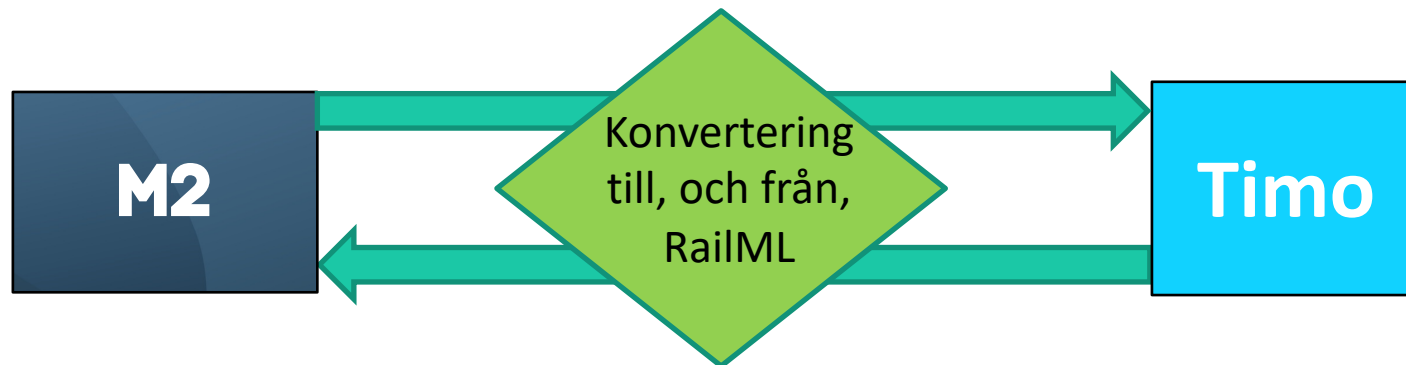 M2
Konvertering
till, och från,
RailML
Timo